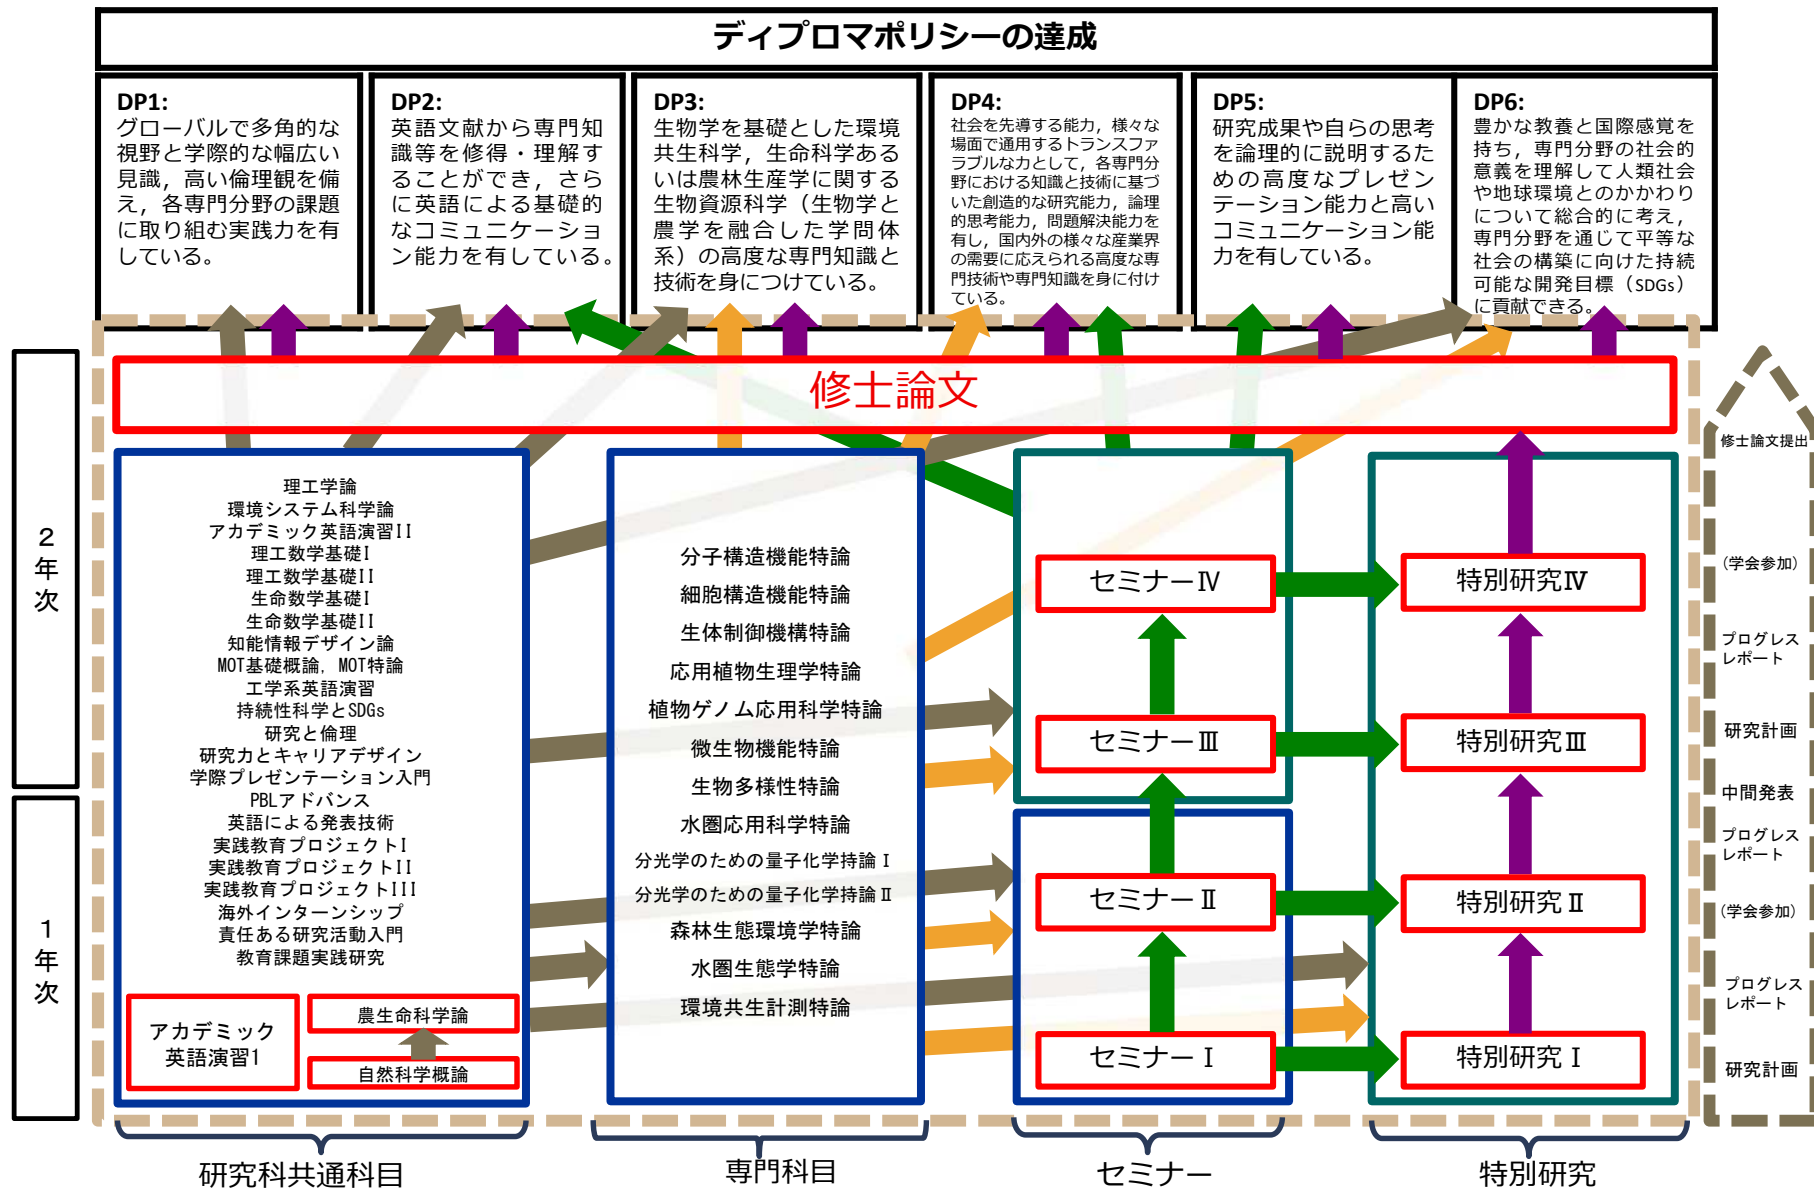 ディプロマポリシーの達成
DP1:
グローバルで多角的な
視野と学際的な幅広い
見識，高い倫理観を備
え，各専門分野の課題
に取り組む実践力を有
している。
DP2:
英語文献から専門知
識等を修得・理解す
ることができ，さら
に英語による基礎的
なコミュニケーショ
ン能力を有している。
DP3:
生物学を基礎とした環境
共生科学，生命科学ある
いは農林生産学に関する
生物資源科学（生物学と
農学を融合した学問体
系）の高度な専門知識と
技術を身につけている。
DP4:
社会を先導する能力，様々な
場面で通用するトランスファ
ラブルな力として，各専門分
野における知識と技術に基づ
いた創造的な研究能力，論理
的思考能力，問題解決能力を
有し，国内外の様々な産業界
の需要に応えられる高度な専
門技術や専門知識を身に付け
ている。
DP5:
研究成果や自らの思考
を論理的に説明するた
めの高度なプレゼン
テーション能力と高い
コミュニケーション能
力を有している。
DP6:
豊かな教養と国際感覚を
持ち，専門分野の社会的
意義を理解して人類社会
や地球環境とのかかわり
について総合的に考え，
専門分野を通じて平等な
社会の構築に向けた持続
可能な開発目標（SDGs）
に貢献できる。
修士論文
2年次
1年次
理工学論
環境システム科学論
アカデミック英語演習II
理工数学基礎I
理工数学基礎II
生命数学基礎I
生命数学基礎II
知能情報デザイン論
MOT基礎概論，MOT特論
工学系英語演習
持続性科学とSDGs
研究と倫理
研究力とキャリアデザイン
学際プレゼンテーション入門
PBLアドバンス
英語による発表技術
実践教育プロジェクトI
実践教育プロジェクトII
実践教育プロジェクトIII
海外インターンシップ
責任ある研究活動入門
教育課題実践研究
アカデミック
英語演習1
農生命科学論
自然科学概論
分子構造機能特論
細胞構造機能特論
生体制御機構特論
応用植物生理学特論
植物ゲノム応用科学特論
微生物機能特論
生物多様性特論
水圏応用科学特論
分光学のための量子化学持論Ⅰ
分光学のための量子化学持論Ⅱ
森林生態環境学特論
水圏生態学特論
環境共生計測特論
セミナーⅣ
セミナーⅢ
セミナーⅡ
セミナーⅠ
特別研究Ⅳ
特別研究Ⅲ
特別研究Ⅱ
特別研究Ⅰ
修士論文提出
（学会参加）
プログレス
レポート
研究計画
中間発表
プログレス
レポート
（学会参加）
プログレス
レポート
研究計画
研究科共通科目
専門科目
セミナー
特別研究